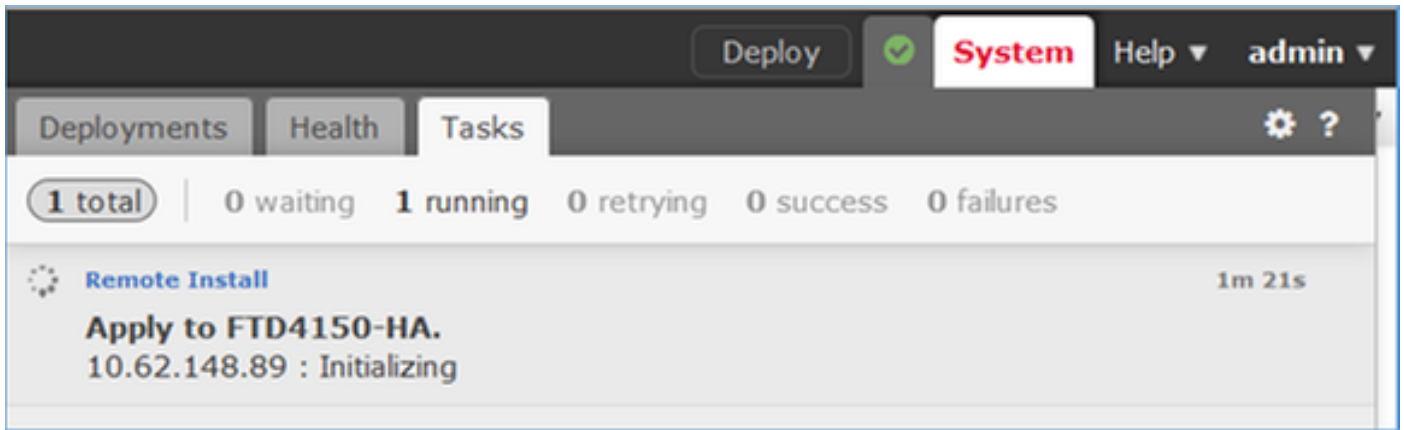 Deploy System Help admin
Deployments Health Tasks ?
1 total 0 waiting 1 running 0 retrying 0 success 0 failures
Remote Install 1m 21s
Apply to FTD4150-HA.
10.62.148.89 : Initializing